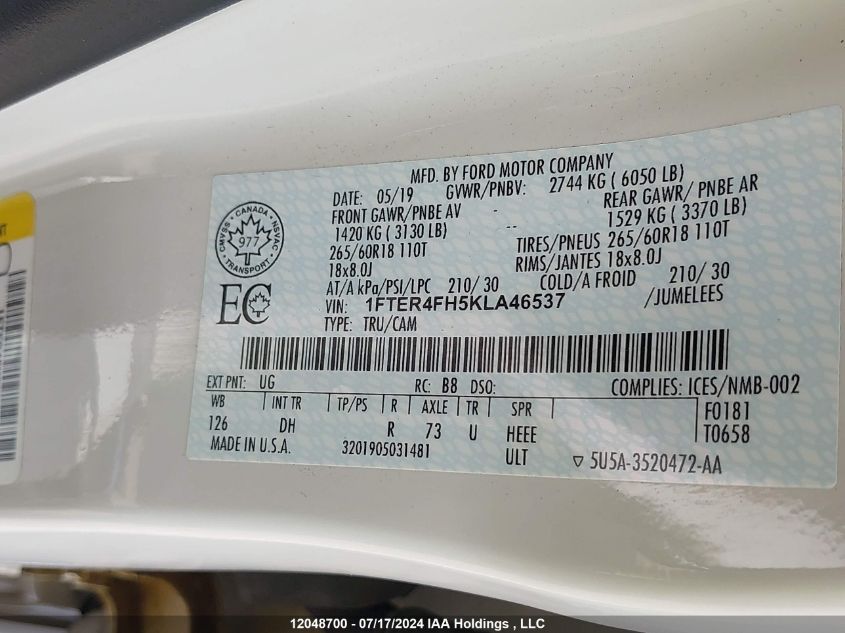 MFD. BY FORD MOTOR COMPANY
DATE: 05/19 GVWR/PNBV: 2744 KG ( 6050 LB)
FRONT GAWR/PNBE AV - REAR GAWR/ PNBE AR
1420 KG ( 3130 LB) -- 1529 KG ( 3370 LB)
265/60R18 110T TIRES/PNEUS 265/60R18 110T
18x8.0J RIMS/JANTES 18x8.0J
AT/A kPa/PSI/LPC 210/ 30 COLD/A FROID 210/ 30
VIN: 1FTER4FH5KLA46537 /JUMELEES
TYPE: TRU/CAM
CANADA
CMVSS NSVAC
977
TRANSPORT
EC
EXT PNT: UG RC: B8 DSO: COMPLIES: ICES/NMB-002
WB INT TR TP/PS R AXLE TR SPR F0181
126 DH R 73 U HEEE T0658
MADE IN U.S.A. 3201905031481 ULT ▽ 5U5A-3520472-AA
12048700 - 07/17/2024 IAA Holdings , LLC